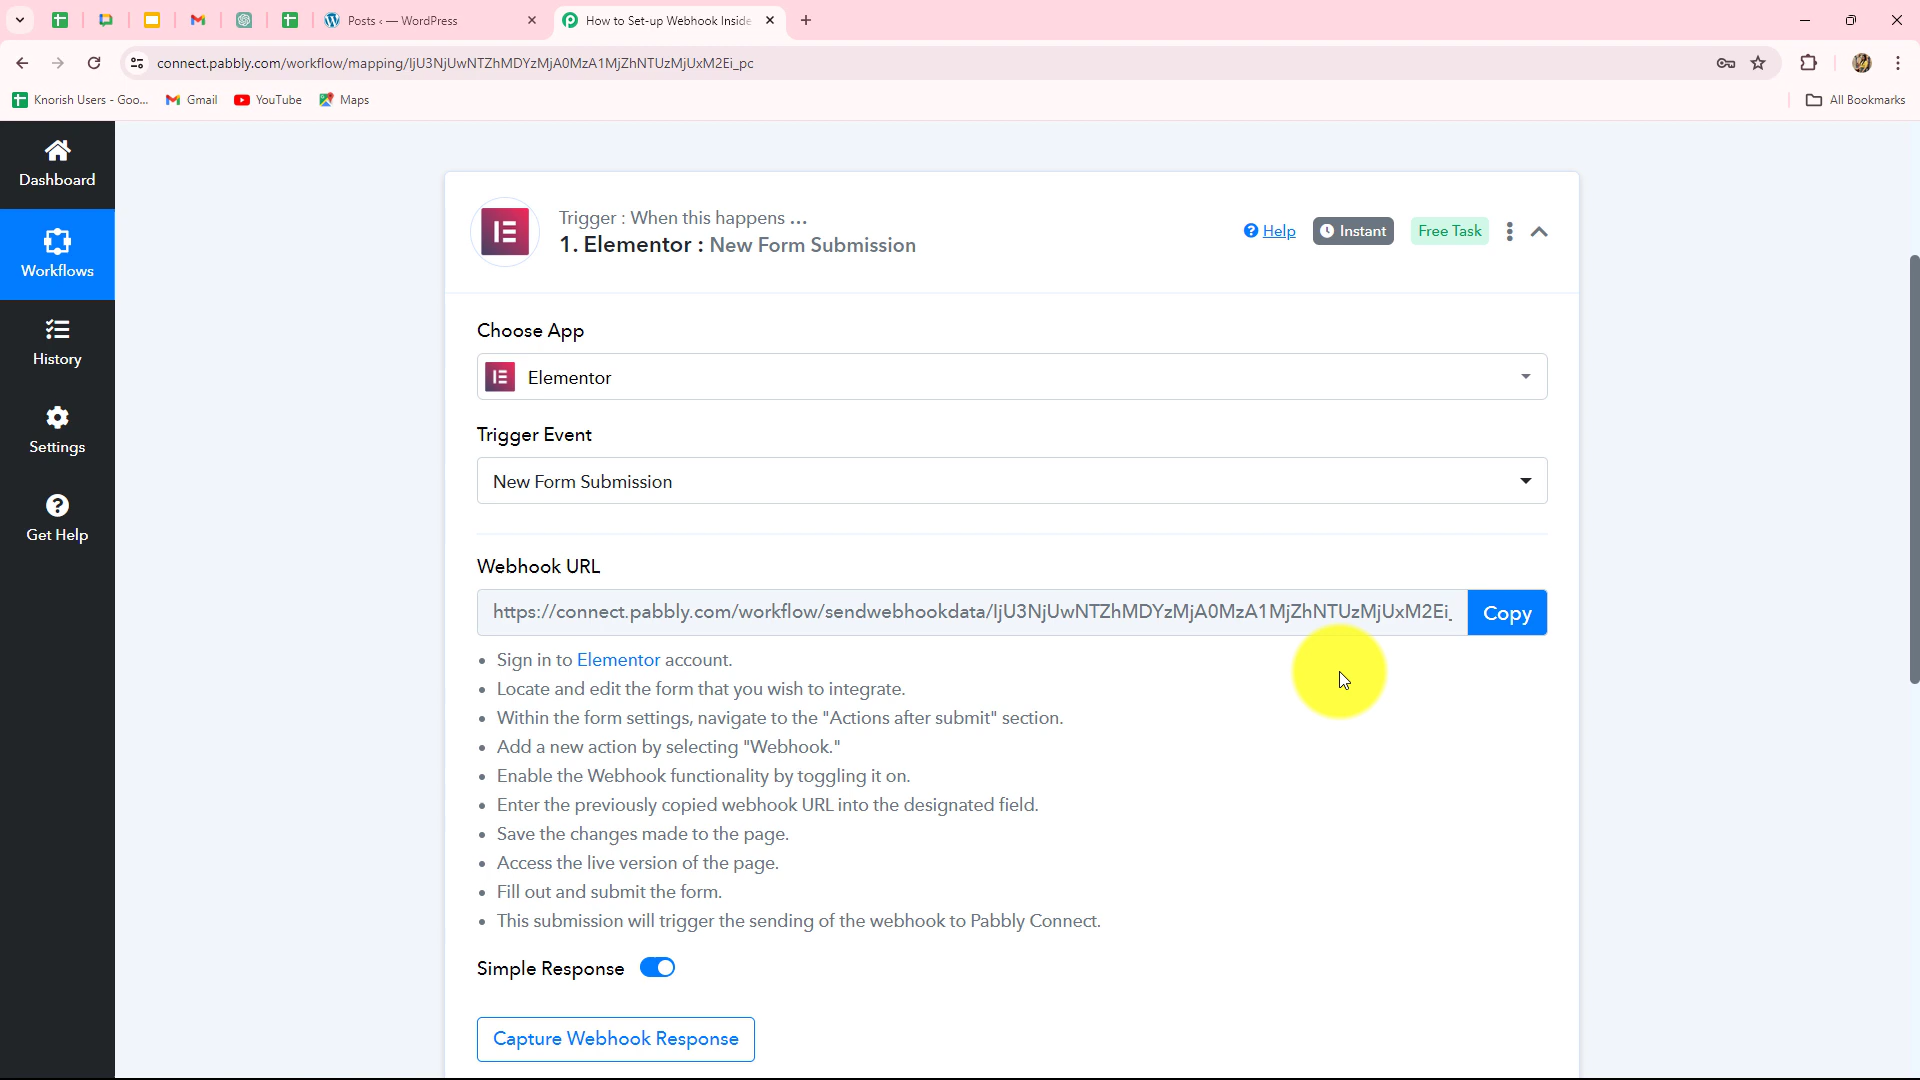 Posts ‹ — WordPress
How to Set-up Webhook Inside
connect.pabbly.com/workflow/mapping/IjU3NjUwNTZhMDYzMjA0MzA1MjZhNTUzMjUxM2Ei_pc
Knorish Users - Goo...
Gmail
YouTube
Maps
All Bookmarks
Dashboard
Workflows
History
Settings
Get Help
Trigger : When this happens ...
1. Elementor : New Form Submission
Help
Instant
Free Task
Choose App
Elementor
Trigger Event
New Form Submission
Webhook URL
https://connect.pabbly.com/workflow/sendwebhookdata/IjU3NjUwNTZhMDYzMjA0MzA1MjZhNTUzMjUxM2Ei_
Copy
• Sign in to Elementor account.
• Locate and edit the form that you wish to integrate.
• Within the form settings, navigate to the "Actions after submit" section.
• Add a new action by selecting "Webhook."
• Enable the Webhook functionality by toggling it on.
• Enter the previously copied webhook URL into the designated field.
• Save the changes made to the page.
• Access the live version of the page.
• Fill out and submit the form.
• This submission will trigger the sending of the webhook to Pabbly Connect.
Simple Response
Capture Webhook Response